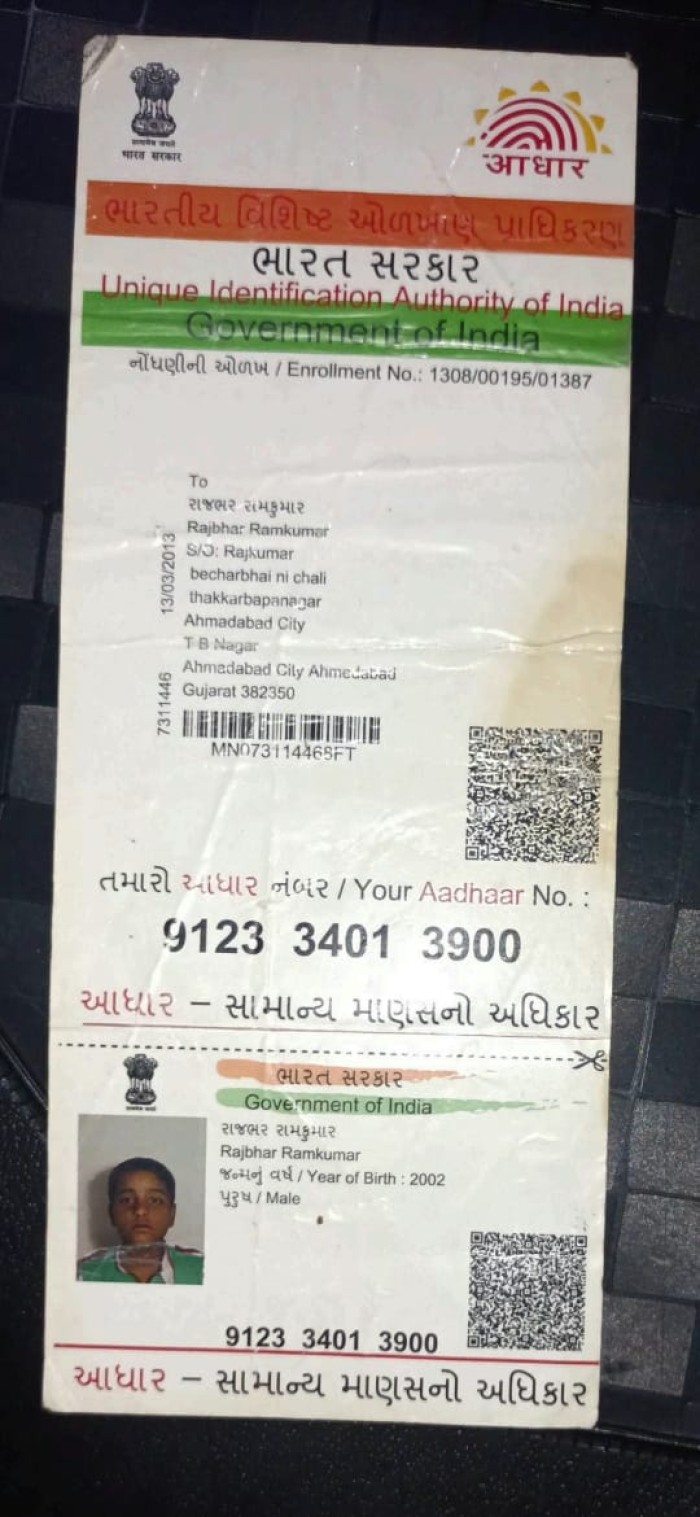 सत्यमेव जयते
भारत सरकार
आधार
ભારતીય વિશિષ્ટ ઓળખાણ પ્રાધિકરણ
ભારત સરકાર
Unique Identification Authority of India
Government of India
નોંધણીની ઓળખ / Enrollment No.: 1308/00195/01387
To
રાજભર રામકુમાર
Rajbhar Ramkumar
S/O: Rajkumar
becharbhai ni chali
thakkarbapanagar
Ahmadabad City
T B Nagar
Ahmadabad City Ahmedabad
Gujarat 382350
13/03/2013
7311446
તમારો આધાર નંબર / Your Aadhaar No. :
9123 3401 3900
આધાર – સામાન્ય માણસનો અધિકાર
ભારત સરકાર
Government of India
રાજભર રામકુમાર
Rajbhar Ramkumar
જન્મનું વર્ષ / Year of Birth : 2002
પુરુષ / Male
9123 3401 3900
આધાર – સામાન્ય માણસનો અધિકાર